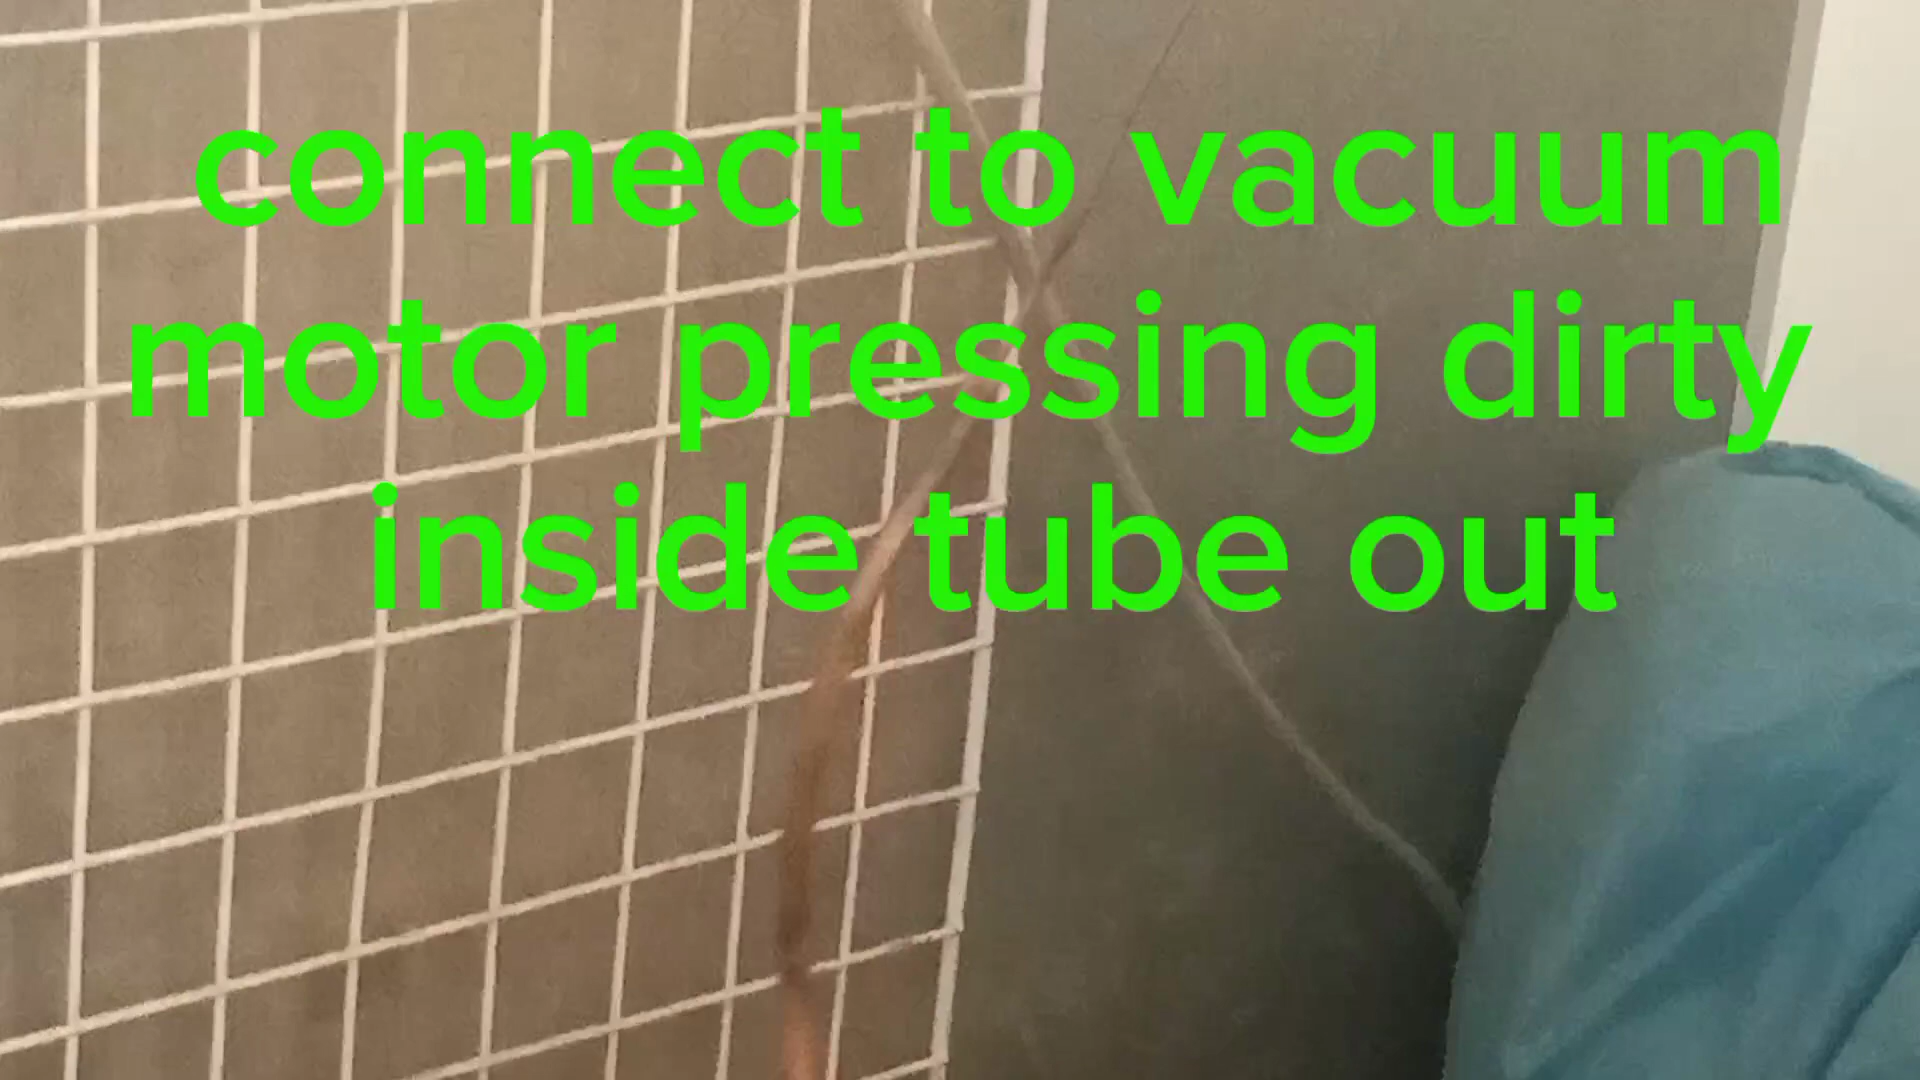 connect to vacuum
motor pressing dirty
inside tube out